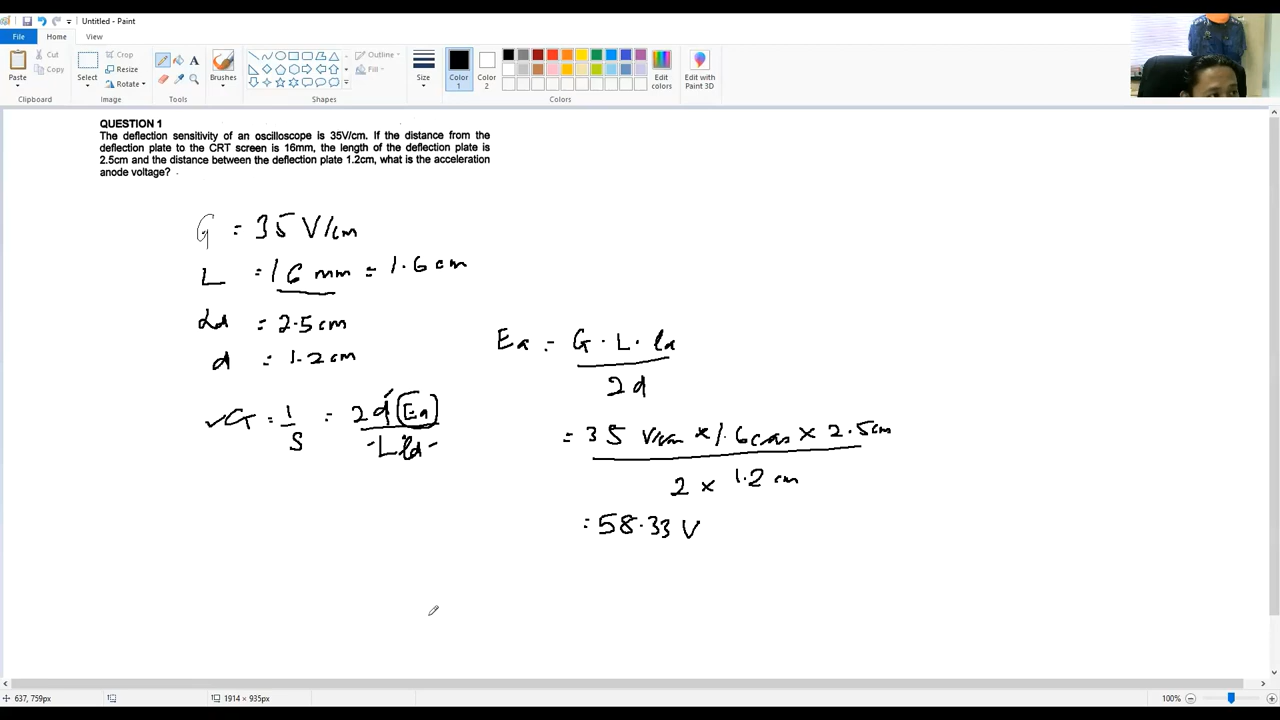 Untitled - Paint
File Home View
Paste
Cut
Copy
Clipboard
Select
Crop
Resize
Rotate
Image
Tools
Brushes
Shapes
Outline
Fill
Size
Color 1
Color 2
Colors
Edit colors
Edit with Paint 3D
QUESTION 1
The deflection sensitivity of an oscilloscope is 35V/cm. If the distance from the
deflection plate to the CRT screen is 16mm, the length of the deflection plate is
2.5cm and the distance between the deflection plate 1.2cm, what is the acceleration
anode voltage?
G = 35 V/cm
L = 16 mm = 1.6 cm
Ld = 2.5 cm
d = 1.2 cm
G = 1/S = 2d Ea / L ld
Ea = G · L · ld / 2d
= 35 V/cm × 1.6 cm × 2.5 cm / 2 × 1.2 cm
= 58.33 V
637, 759px
1914 × 935px
100%